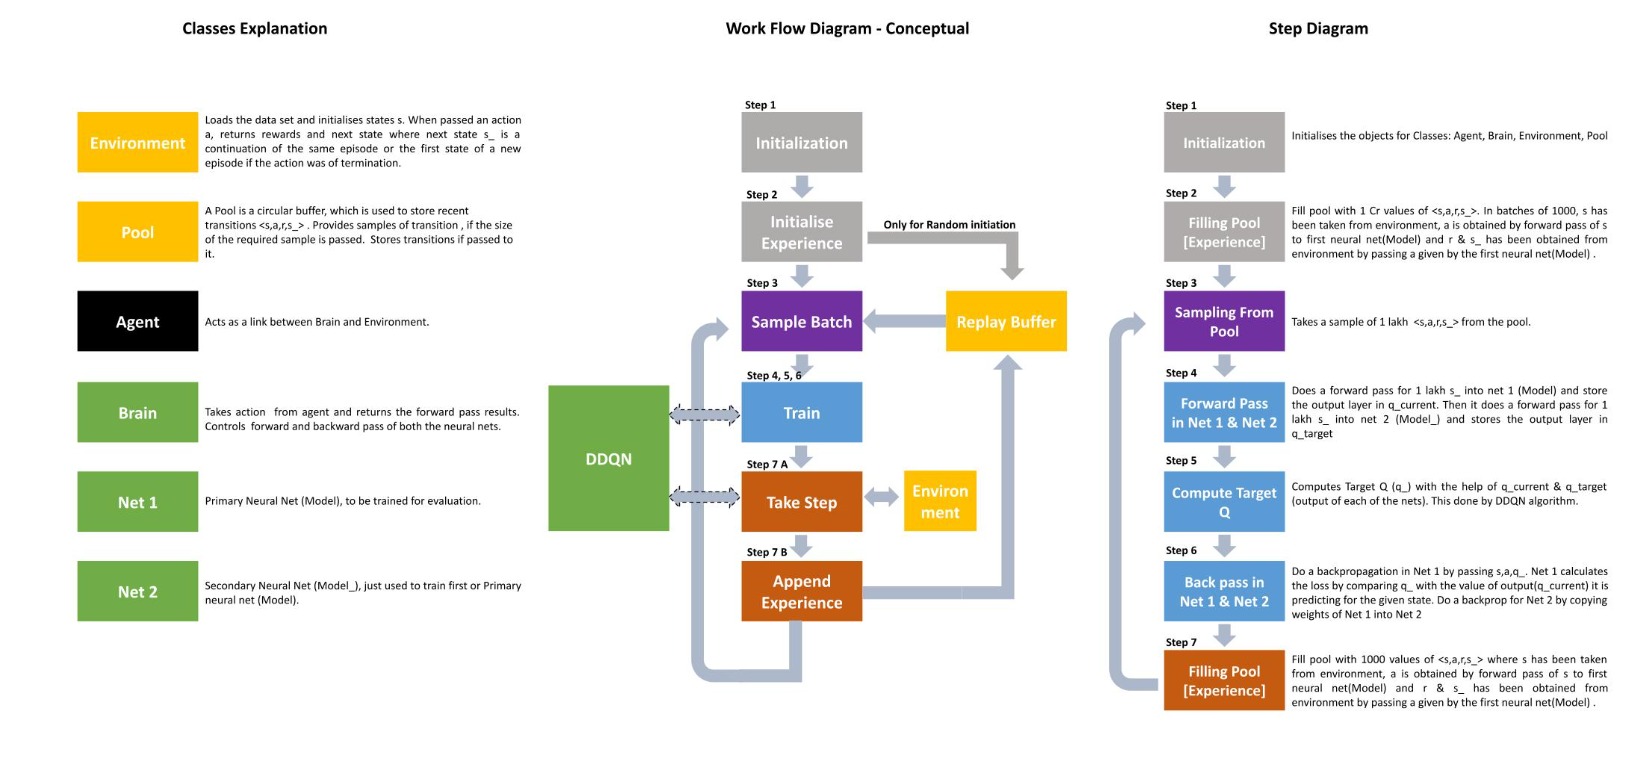 Classes Explanation
Environment
Loads the data set and initialises states s. When passed an action
a, returns rewards and next state where next state s_ is a
continuation of the same episode or the first state of a new
episode if the action was of termination.
Pool
A Pool is a circular buffer, which is used to store recent
transitions <s,a,r,s_> . Provides samples of transition , if the size
of the required sample is passed. Stores transitions if passed to
it.
Agent
Acts as a link between Brain and Environment.
Brain
Takes action from agent and returns the forward pass results.
Controls forward and backward pass of both the neural nets.
Net 1
Primary Neural Net (Model), to be trained for evaluation.
Net 2
Secondary Neural Net (Model_), just used to train first or Primary
neural net (Model).
Work Flow Diagram - Conceptual
Step 1
Initialization
Step 2
Initialise
Experience
Only for Random initiation
Step 3
Sample Batch
Replay Buffer
Step 4, 5, 6
Train
DDQN
Step 7 A
Take Step
Environ
ment
Step 7 B
Append
Experience
Step Diagram
Step 1
Initialization
Initialises the objects for Classes: Agent, Brain, Environment, Pool
Step 2
Filling Pool
[Experience]
Fill pool with 1 Cr values of <s,a,r,s_>. In batches of 1000, s has
been taken from environment, a is obtained by forward pass of s
to first neural net(Model) and r & s_ has been obtained from
environment by passing a given by the first neural net(Model) .
Step 3
Sampling From
Pool
Takes a sample of 1 lakh <s,a,r,s_> from the pool.
Step 4
Forward Pass
in Net 1 & Net 2
Does a forward pass for 1 lakh s_ into net 1 (Model) and store
the output layer in q_current. Then it does a forward pass for 1
lakh s_ into net 2 (Model_) and stores the output layer in
q_target
Step 5
Compute Target
Q
Computes Target Q (q_) with the help of q_current & q_target
(output of each of the nets). This done by DDQN algorithm.
Step 6
Back pass in
Net 1 & Net 2
Do a backpropagation in Net 1 by passing s,a,q_. Net 1 calculates
the loss by comparing q_ with the value of output(q_current) it is
predicting for the given state. Do a backprop for Net 2 by copying
weights of Net 1 into Net 2
Step 7
Filling Pool
[Experience]
Fill pool with 1000 values of <s,a,r,s_> where s has been taken
from environment, a is obtained by forward pass of s to first
neural net(Model) and r & s_ has been obtained from
environment by passing a given by the first neural net(Model) .